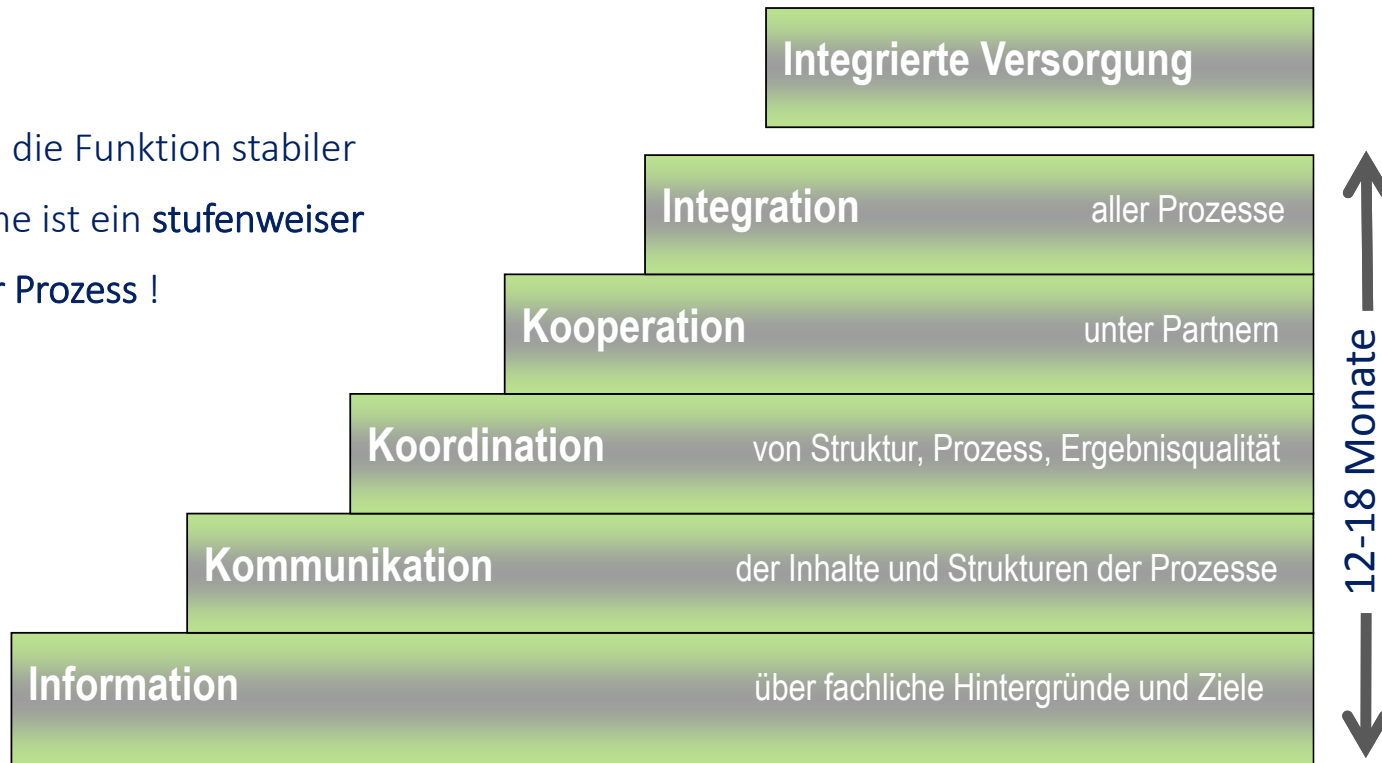 Integrierte Versorgung
die Funktion stabiler
ne ist ein stufenweiser
r Prozess !
Integration aller Prozesse
Kooperation unter Partnern
Koordination von Struktur, Prozess, Ergebnisqualität
Kommunikation der Inhalte und Strukturen der Prozesse
Information über fachliche Hintergründe und Ziele
12-18 Monate